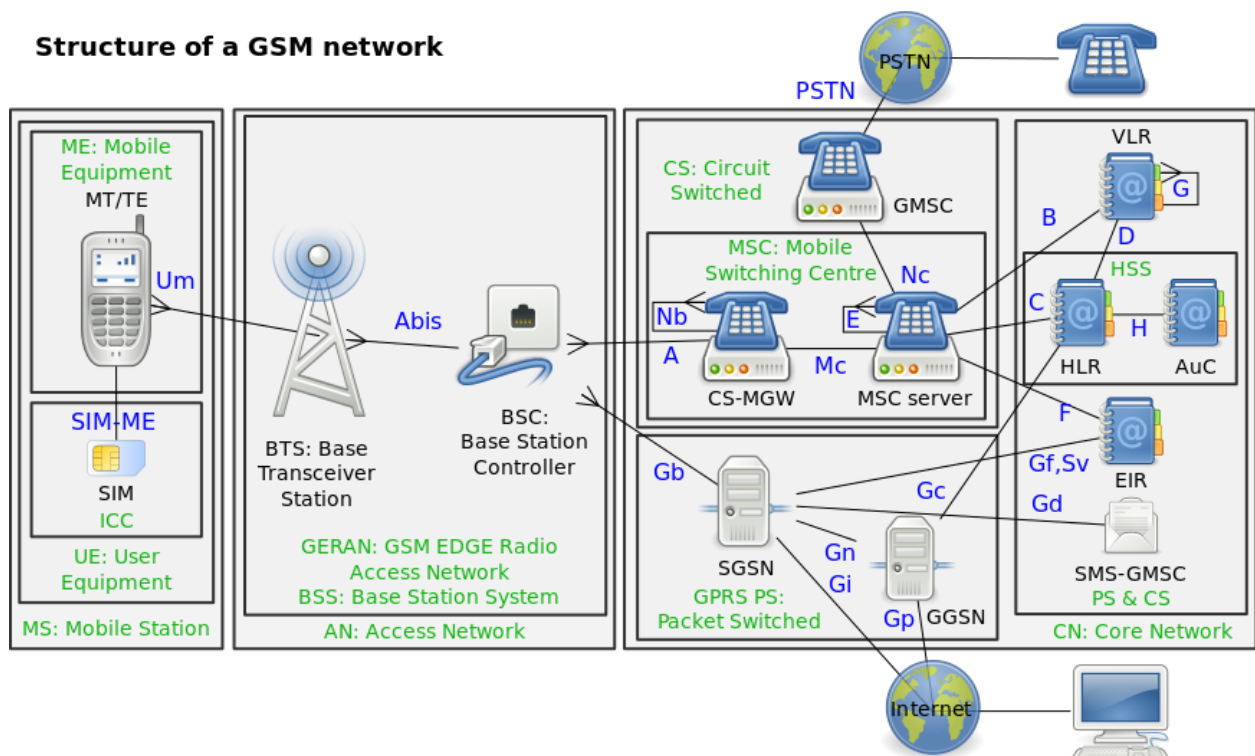 Structure of a GSM network
PSTN
PSTN
ME: Mobile
Equipment
MT/TE
Um
SIM-ME
SIM
ICC
UE: User
Equipment
MS: Mobile Station
Abis
BTS: Base
Transceiver
Station
BSC:
Base Station
Controller
GERAN: GSM EDGE Radio
Access Network
BSS: Base Station System
AN: Access Network
CS: Circuit
Switched
GMSC
MSC: Mobile
Switching Centre
Nc
Nb
E
A
Mc
CS-MGW
MSC server
VLR
G
B
D
HSS
C
H
HLR
AuC
F
Gf,Sv
EIR
Gb
Gc
Gd
SGSN
Gn
Gi
SMS-GMSC
PS & CS
GPRS PS:
Packet Switched
Gp
GGSN
CN: Core Network
Internet